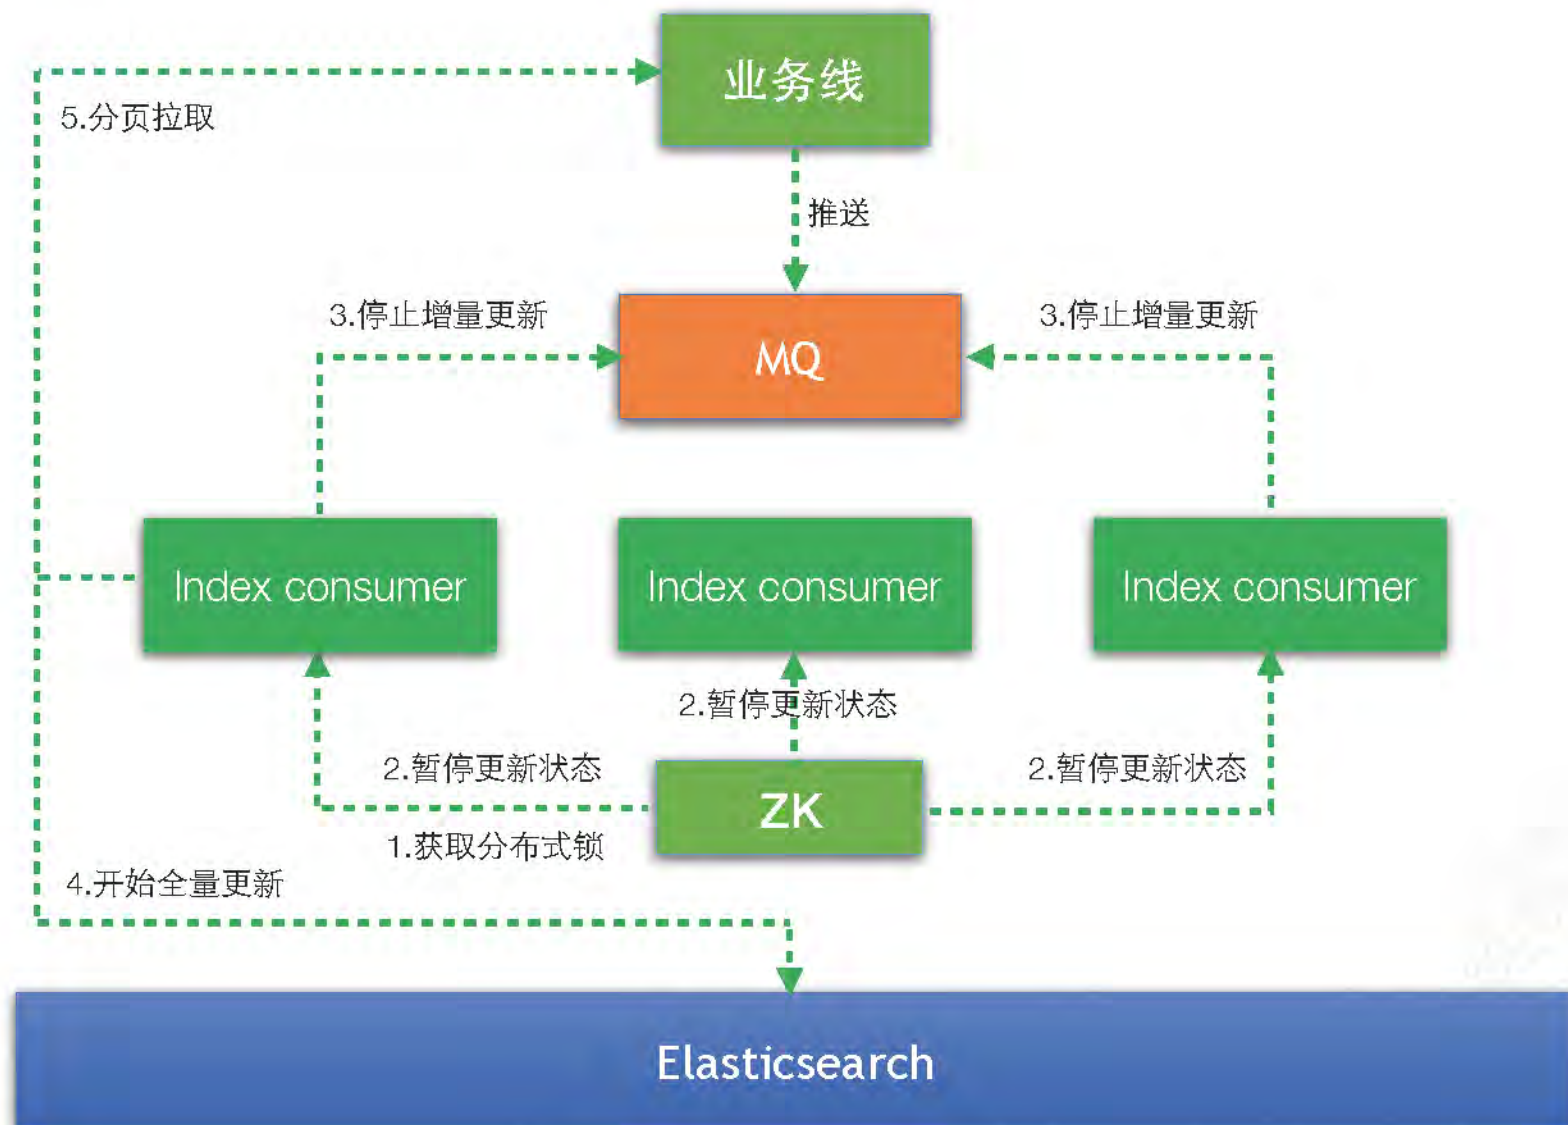 业务线
5.分页拉取
推送
3.停止增量更新
3.停止增量更新
MQ
Index consumer
Index consumer
Index consumer
2.暂停更新状态
2.暂停更新状态
2.暂停更新状态
ZK
1.获取分布式锁
4.开始全量更新
Elasticsearch